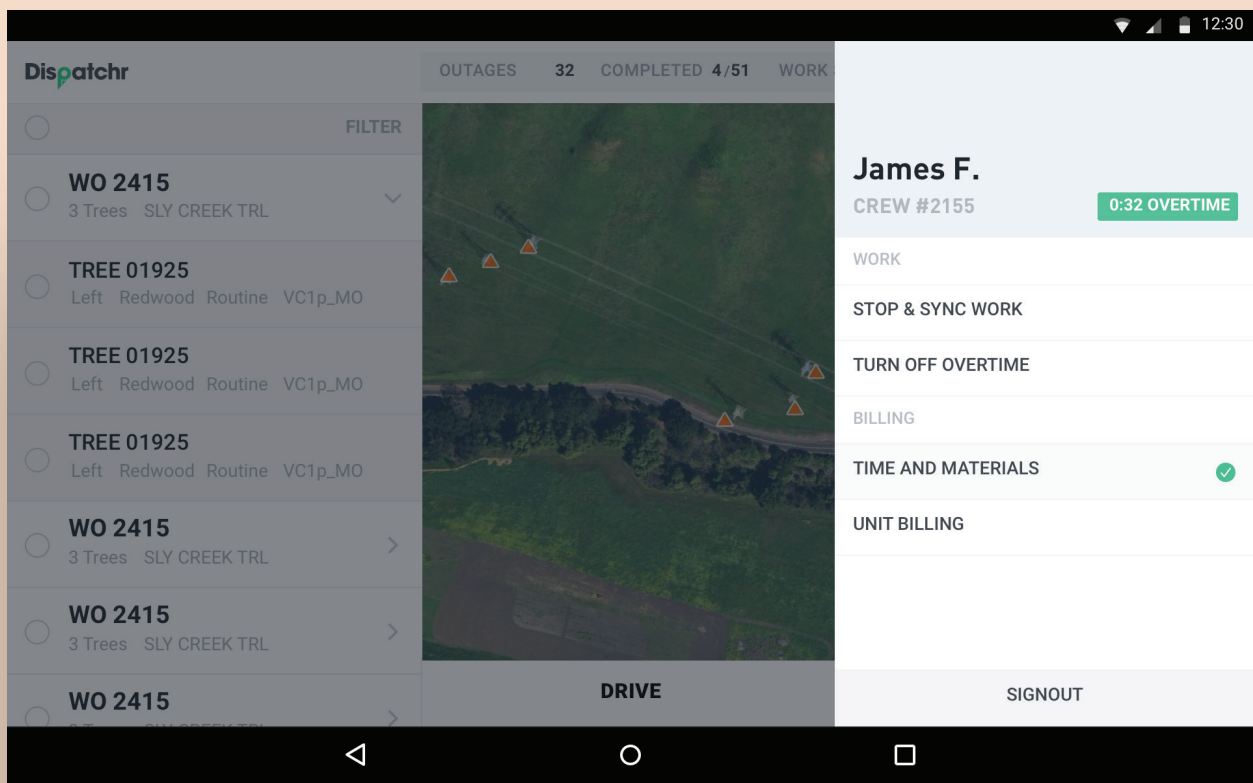 12:30
Dispatchr
OUTAGES 32 COMPLETED 4/51 WORK
FILTER
WO 2415
3 Trees SLY CREEK TRL
TREE 01925
Left Redwood Routine VC1p_MO
TREE 01925
Left Redwood Routine VC1p_MO
TREE 01925
Left Redwood Routine VC1p_MO
WO 2415
3 Trees SLY CREEK TRL
WO 2415
3 Trees SLY CREEK TRL
WO 2415
DRIVE
James F.
CREW #2155 0:32 OVERTIME
WORK
STOP & SYNC WORK
TURN OFF OVERTIME
BILLING
TIME AND MATERIALS
UNIT BILLING
SIGNOUT